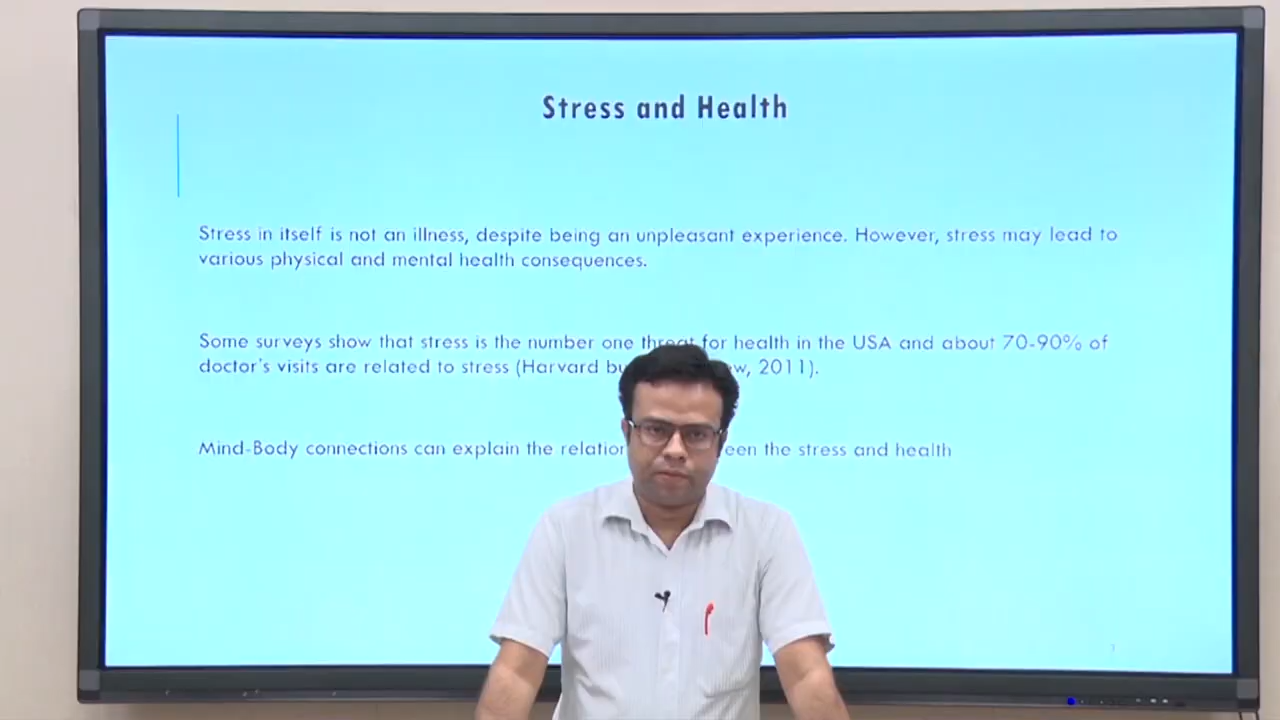 Stress and Health
Stress in itself is not an illness, despite being an unpleasant experience. However, stress may lead to
various physical and mental health consequences.
Some surveys show that stress is the number one threat for health in the USA and about 70-90% of
doctor's visits are related to stress (Harvard 2011).
Mind-Body connections can explain the the stress and health